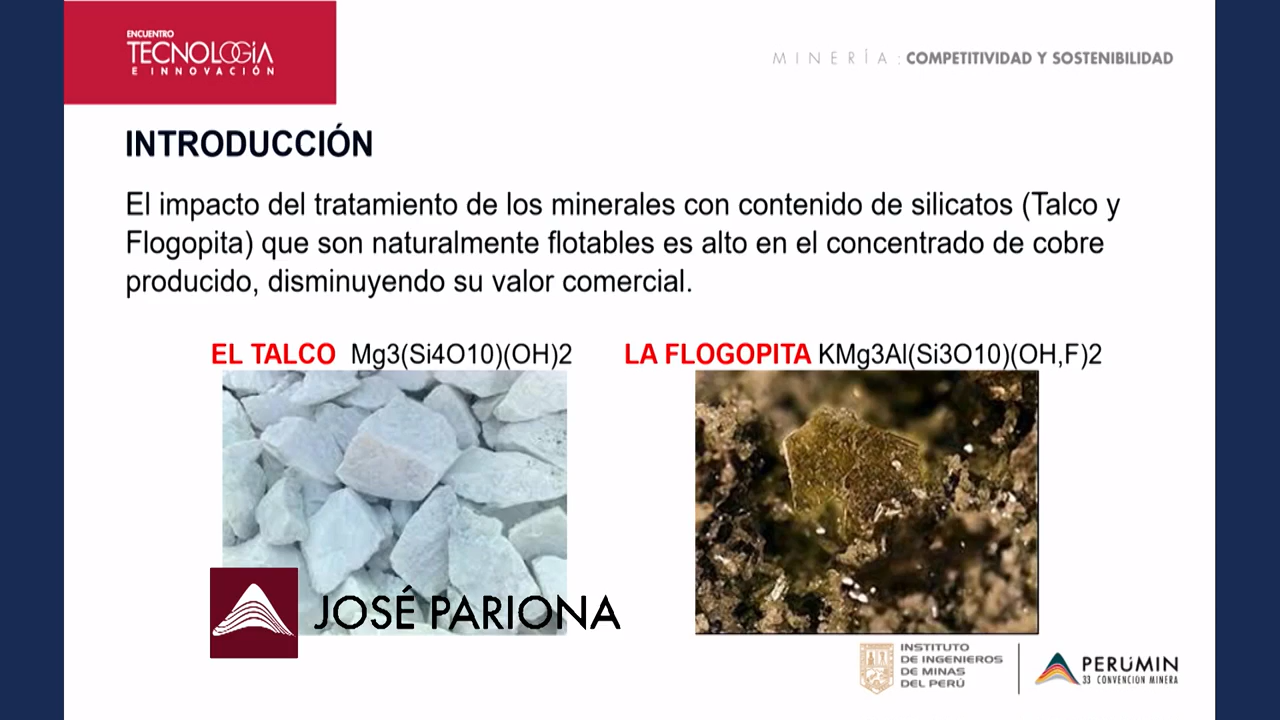 ENCUENTRO
TECNOLOGÍA
E INNOVACIÓN
MINERÍA: COMPETITIVIDAD Y SOSTENIBILIDAD
INTRODUCCIÓN
El impacto del tratamiento de los minerales con contenido de silicatos (Talco y
Flogopita) que son naturalmente flotables es alto en el concentrado de cobre
producido, disminuyendo su valor comercial.
EL TALCO Mg3(Si4O10)(OH)2
LA FLOGOPITA KMg3Al(Si3O10)(OH,F)2
JOSÉ PARIONA
INSTITUTO
DE INGENIEROS
DE MINAS
DEL PERÚ
PERÚMIN
33 CONVENCIÓN MINERA